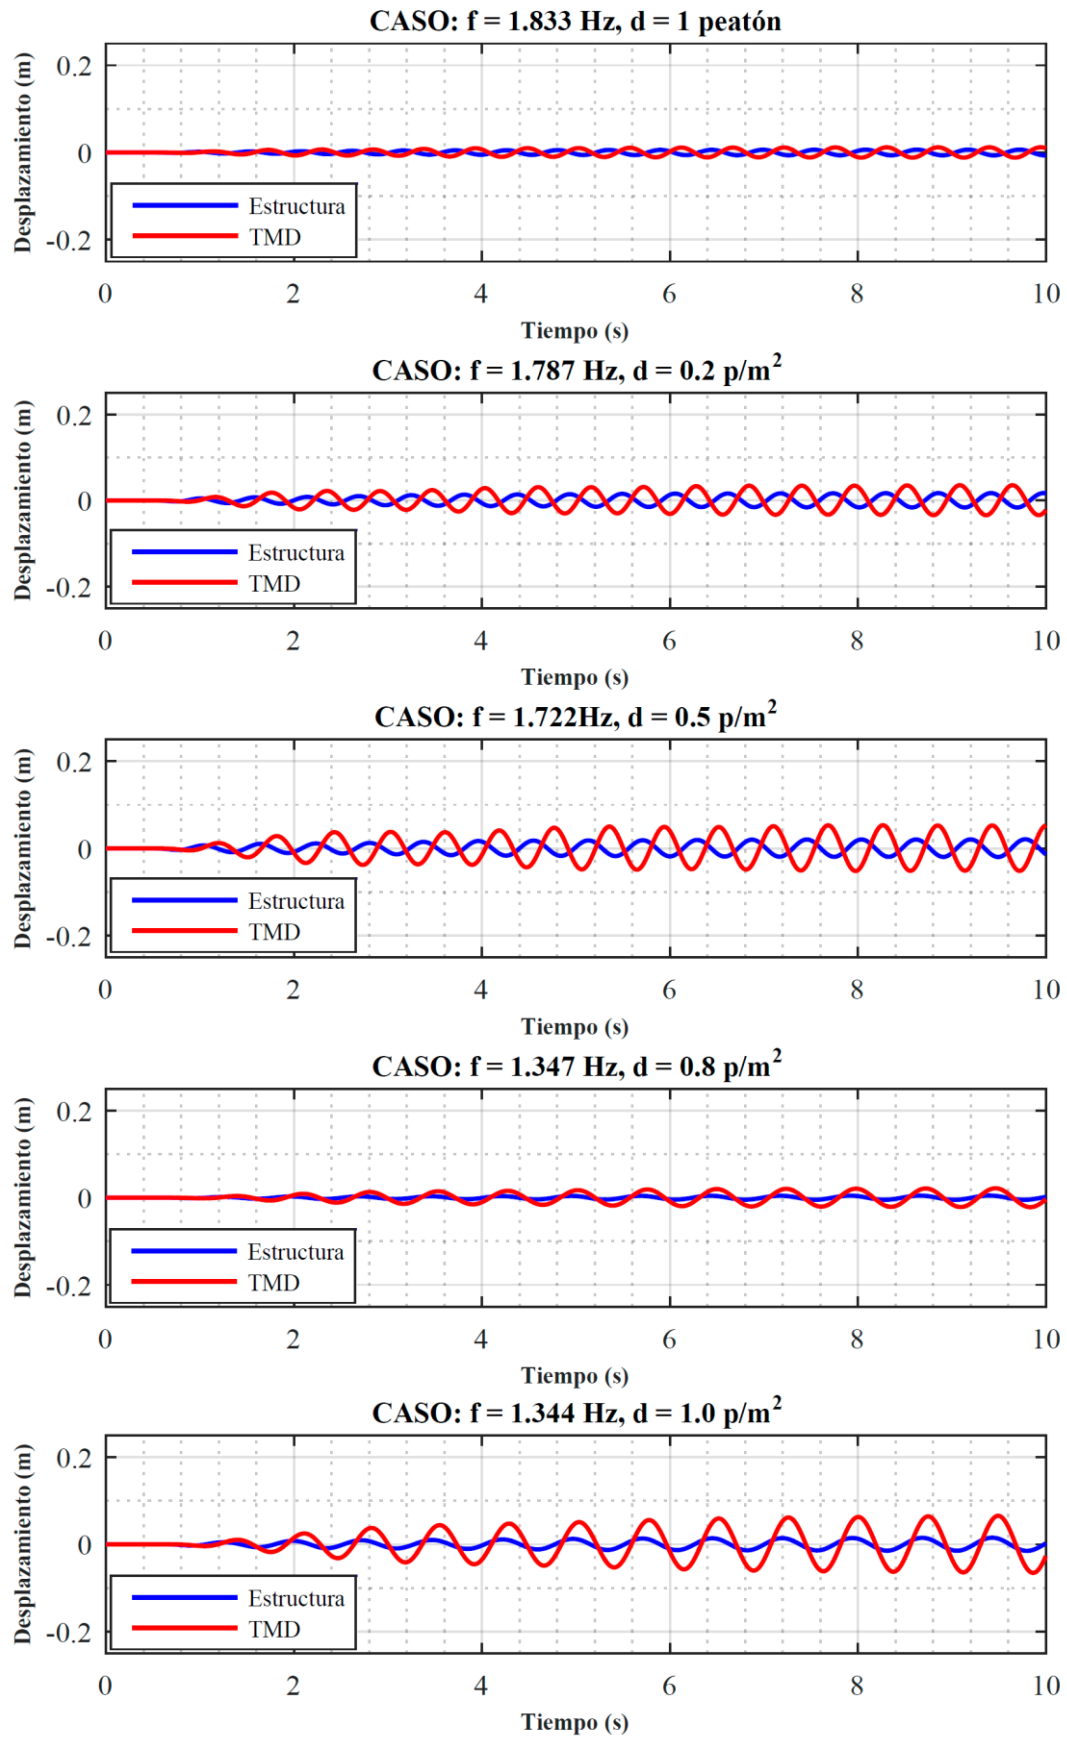 CASO: f = 1.833 Hz, d = 1 peatón
Desplazamiento (m)
0.2
0
-0.2
Estructura
TMD
0 2 4 6 8 10
Tiempo (s)
CASO: f = 1.787 Hz, d = 0.2 p/m²
Desplazamiento (m)
0.2
0
-0.2
Estructura
TMD
0 2 4 6 8 10
Tiempo (s)
CASO: f = 1.722Hz, d = 0.5 p/m²
Desplazamiento (m)
0.2
0
-0.2
Estructura
TMD
0 2 4 6 8 10
Tiempo (s)
CASO: f = 1.347 Hz, d = 0.8 p/m²
Desplazamiento (m)
0.2
0
-0.2
Estructura
TMD
0 2 4 6 8 10
Tiempo (s)
CASO: f = 1.344 Hz, d = 1.0 p/m²
Desplazamiento (m)
0.2
0
-0.2
Estructura
TMD
0 2 4 6 8 10
Tiempo (s)